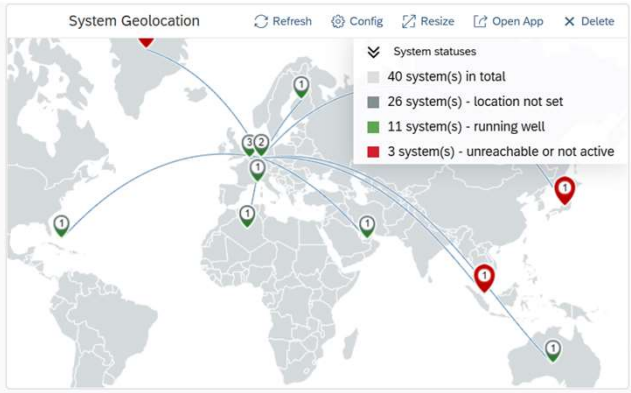 System Geolocation Refresh Config Resize Open App Delete
System statuses
40 system(s) in total
26 system(s) - location not set
11 system(s) - running well
3 system(s) - unreachable or not active
1
3 2
1
1
1
1
1
1
1